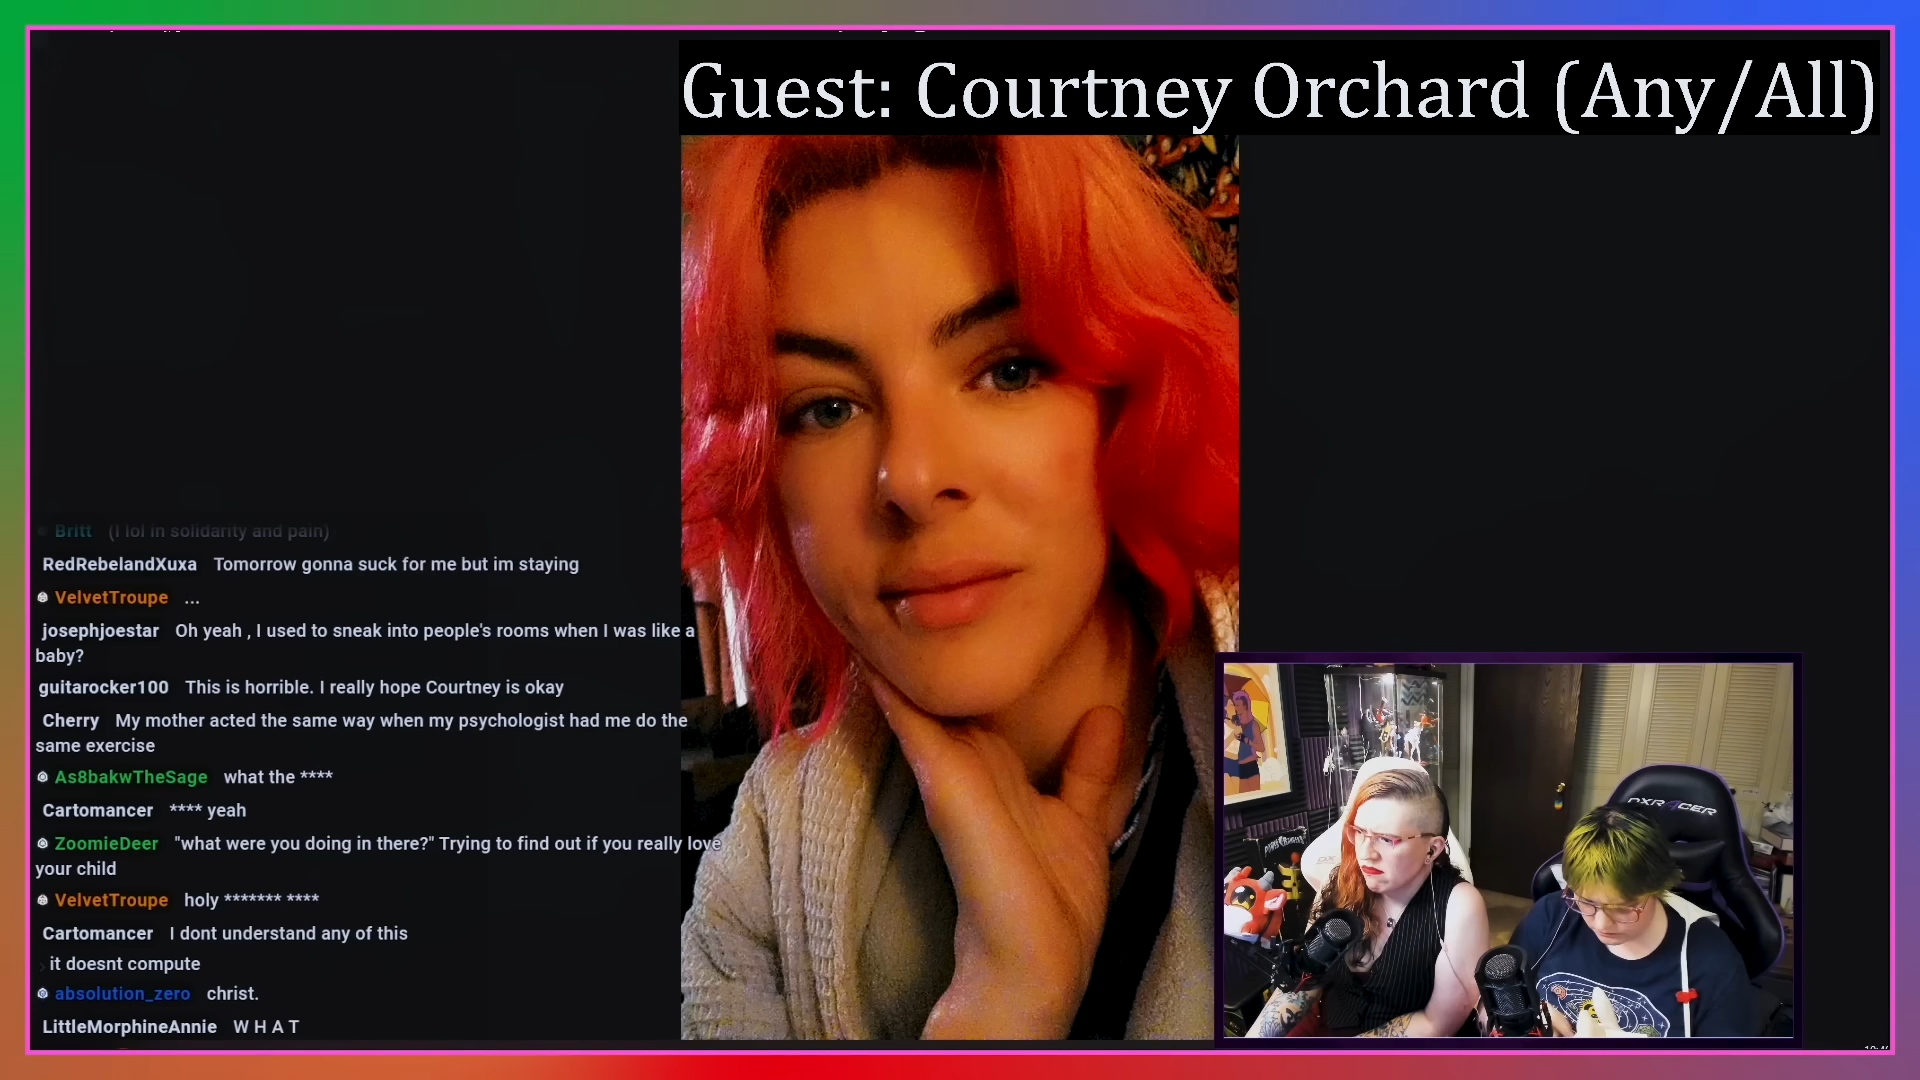 Guest: Courtney Orchard (Any/All)
Britt (I lol in solidarity and pain)
RedRebelandXuxa Tomorrow gonna suck for me but im staying
VelvetTroupe ...
josephjoestar Oh yeah , I used to sneak into people's rooms when I was like a
baby?
guitarocker100 This is horrible. I really hope Courtney is okay
Cherry My mother acted the same way when my psychologist had me do the
same exercise
As8bakwTheSage what the ****
Cartomancer **** yeah
ZoomieDeer "what were you doing in there?" Trying to find out if you really love
your child
VelvetTroupe holy ******* ****
Cartomancer I dont understand any of this
it doesnt compute
absolution_zero christ.
LittleMorphineAnnie W H A T
DXRACER